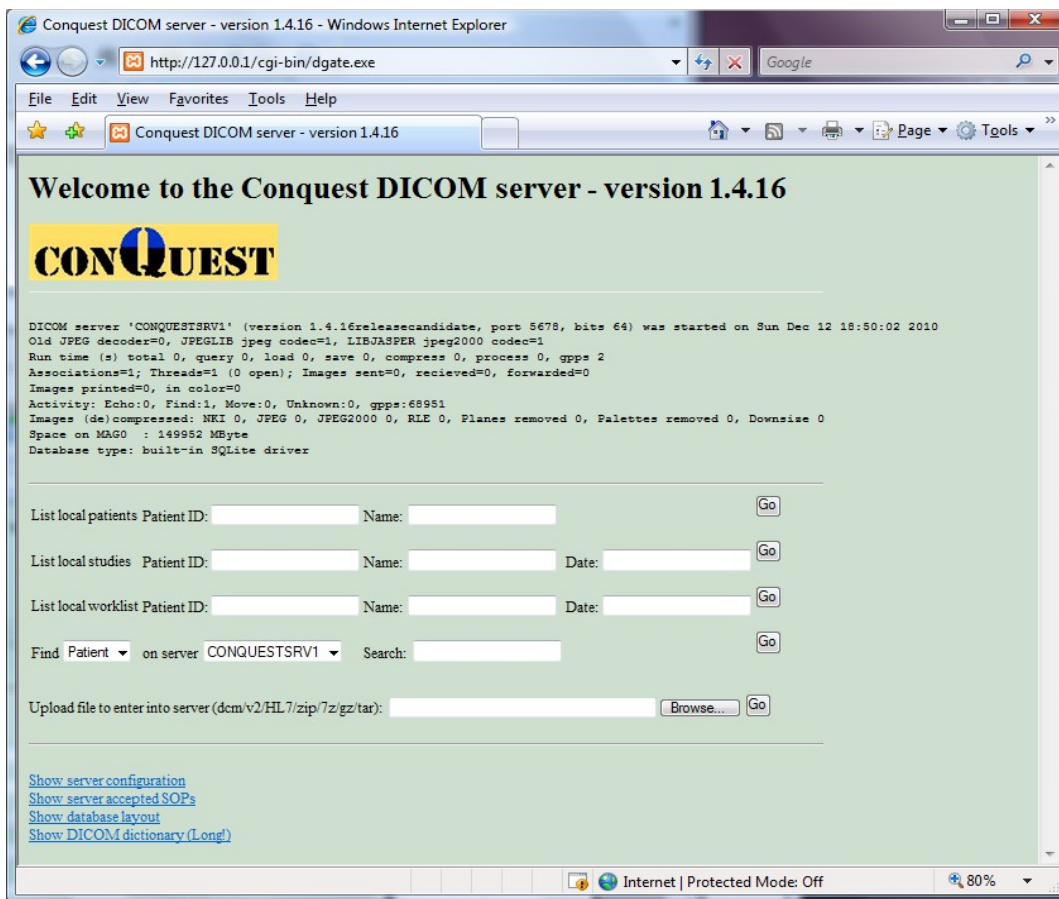 Conquest DICOM server - version 1.4.16 - Windows Internet Explorer
http://127.0.0.1/cgi-bin/dgate.exe Google
File Edit View Favorites Tools Help
Conquest DICOM server - version 1.4.16 Page Tools
Welcome to the Conquest DICOM server - version 1.4.16
CONQUEST
DICOM server 'CONQUESTSRV1' (version 1.4.16releasecandidate, port 5678, bits 64) was started on Sun Dec 12 18:50:02 2010
Old JPEG decoder=0, JPEGLIB jpeg codec=1, LIBJASPER jpeg2000 codec=1
Run time (s) total 0, query 0, load 0, save 0, compress 0, process 0, gpps 2
Associations=1; Threads=1 (0 open); Images sent=0, recieved=0, forwarded=0
Images printed=0, in color=0
Activity: Echo:0, Find:1, Move:0, Unknown:0, gpps:68951
Images (de)compressed: NKI 0, JPEG 0, JPEG2000 0, RLE 0, Planes removed 0, Palettes removed 0, Downsize 0
Space on MAG0 : 149952 MByte
Database type: built-in SQLite driver
List local patients Patient ID: Name: Go
List local studies Patient ID: Name: Date: Go
List local worklist Patient ID: Name: Date: Go
Find Patient on server CONQUESTSRV1 Search: Go
Upload file to enter into server (dcm/v2/HL7/zip/7z/gz/tar): Browse... Go
Show server configuration
Show server accepted SOPs
Show database layout
Show DICOM dictionary (Long!)
Internet | Protected Mode: Off 80%